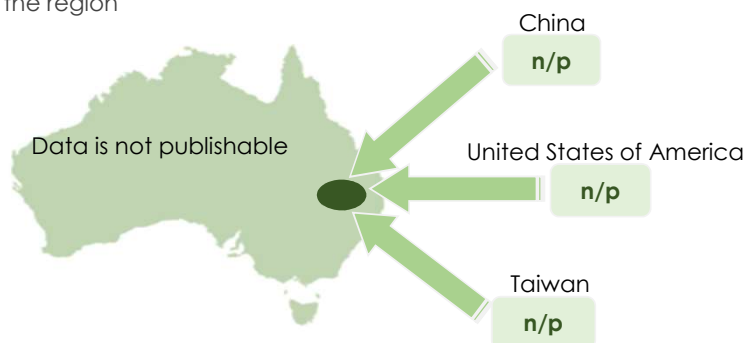 the region
China
n/p
Data is not publishable
United States of America
n/p
Taiwan
n/p